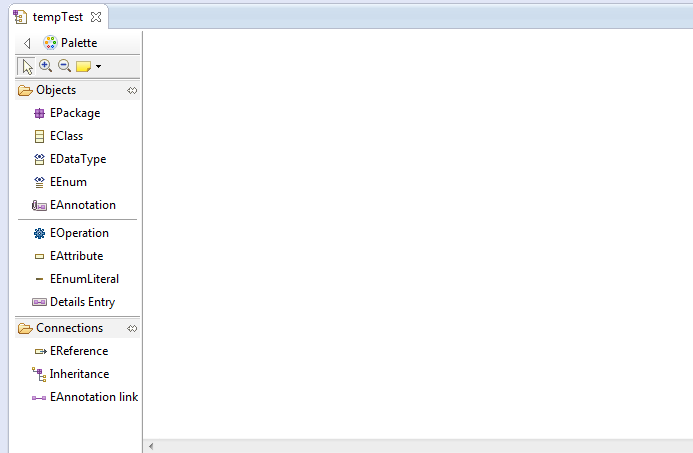 tempTest
Palette
Objects
EPackage
EClass
EDataType
EEnum
EAnnotation
EOperation
EAttribute
EEnumLiteral
Details Entry
Connections
EReference
Inheritance
EAnnotation link